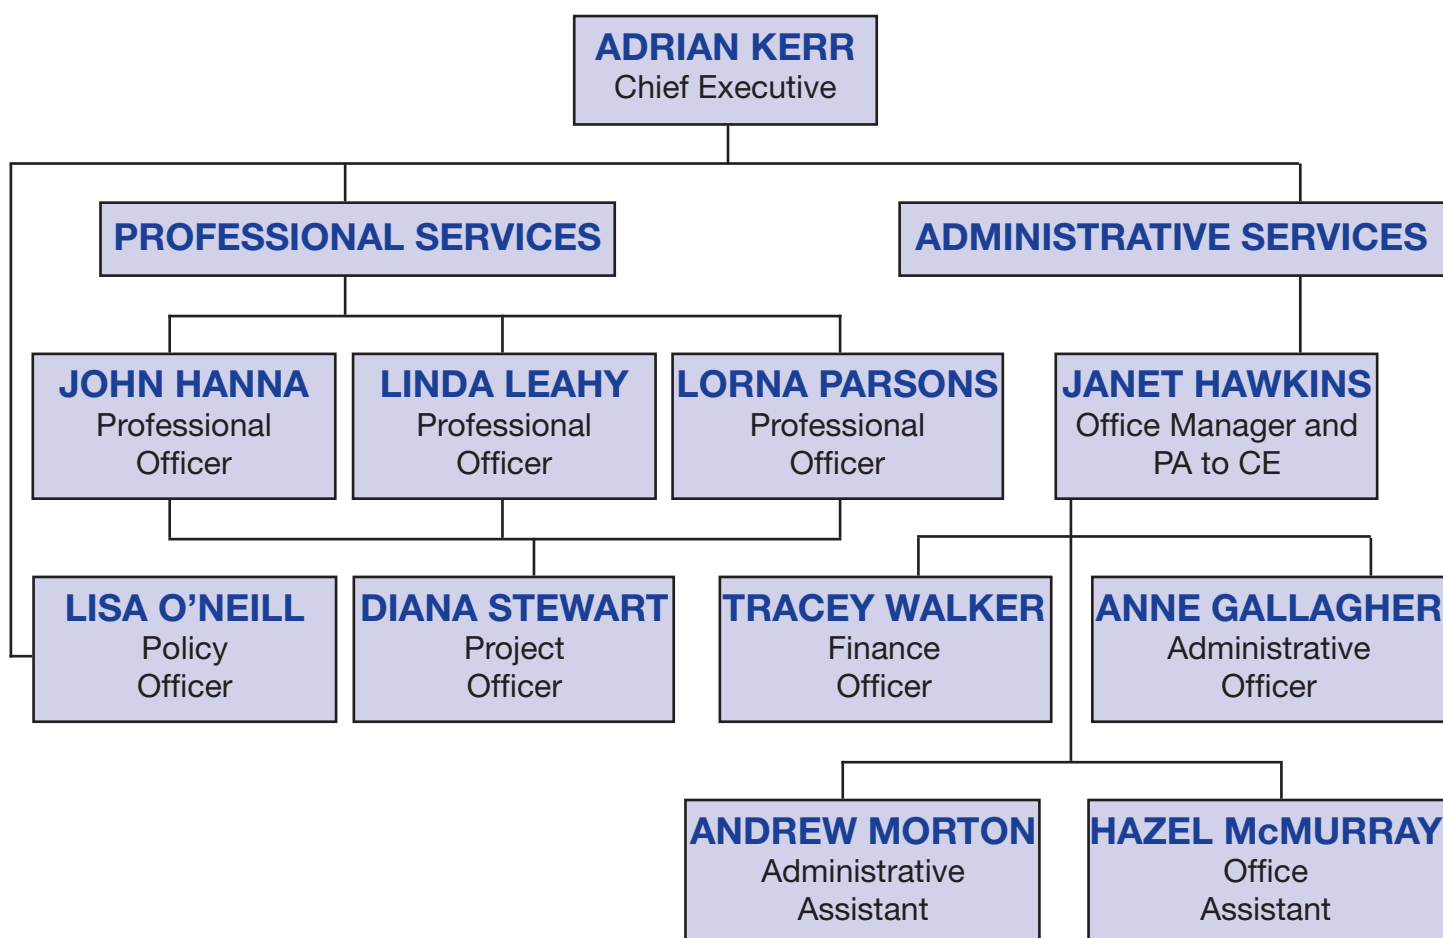 ADRIAN KERR
Chief Executive
PROFESSIONAL SERVICES
ADMINISTRATIVE SERVICES
JOHN HANNA
Professional
Officer
LINDA LEAHY
Professional
Officer
LORNA PARSONS
Professional
Officer
JANET HAWKINS
Office Manager and
PA to CE
LISA O’NEILL
Policy
Officer
DIANA STEWART
Project
Officer
TRACEY WALKER
Finance
Officer
ANNE GALLAGHER
Administrative
Officer
ANDREW MORTON
Administrative
Assistant
HAZEL McMURRAY
Office
Assistant